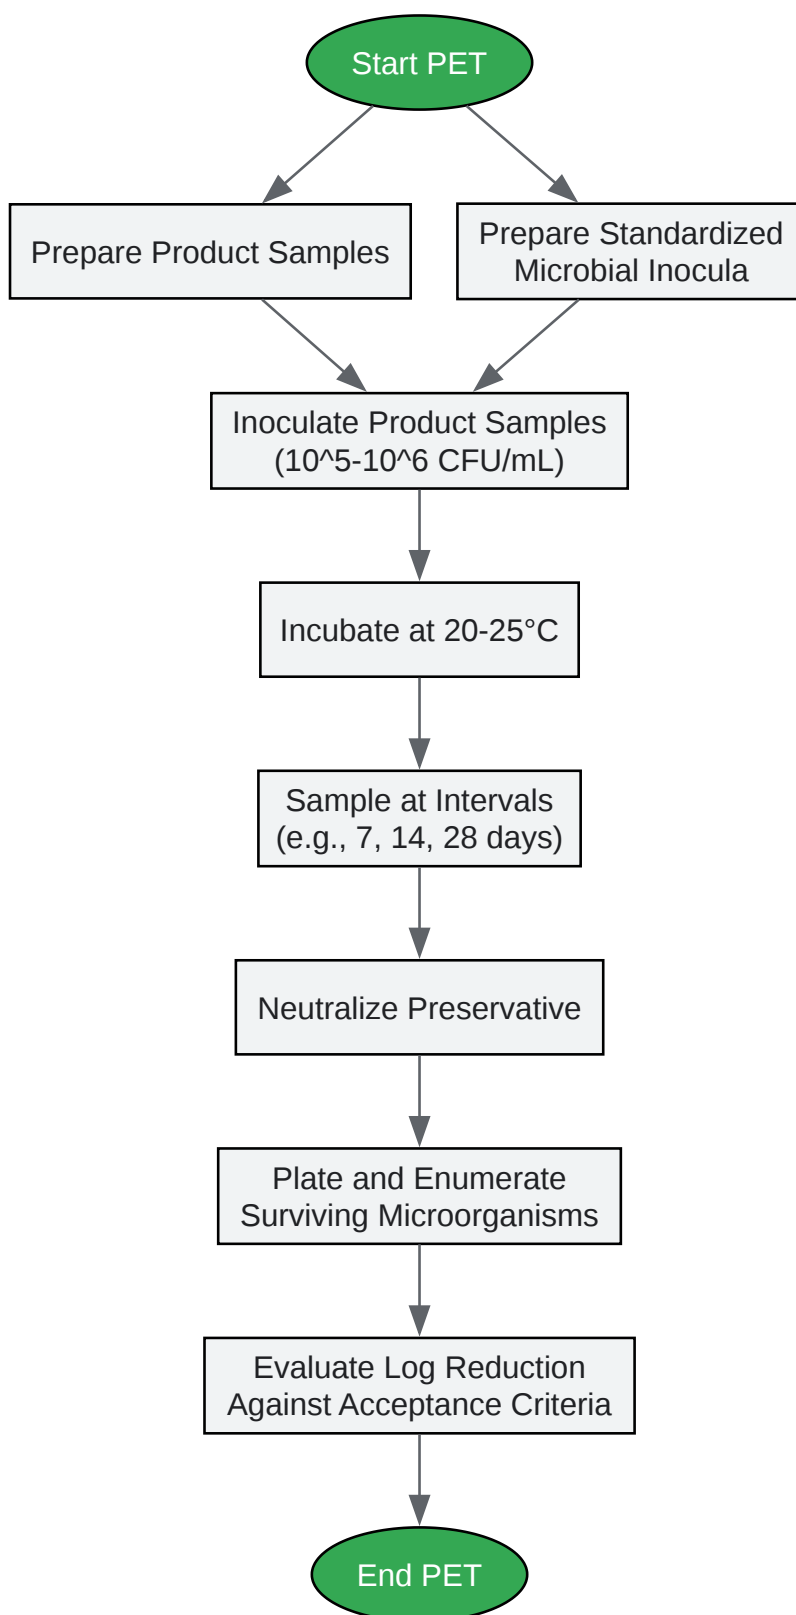 Start PET
Prepare Product Samples
Prepare Standardized
Microbial Inocula
Inoculate Product Samples
(10^5-10^6 CFU/mL)
Incubate at 20-25°C
Sample at Intervals
(e.g., 7, 14, 28 days)
Neutralize Preservative
Plate and Enumerate
Surviving Microorganisms
Evaluate Log Reduction
Against Acceptance Criteria
End PET